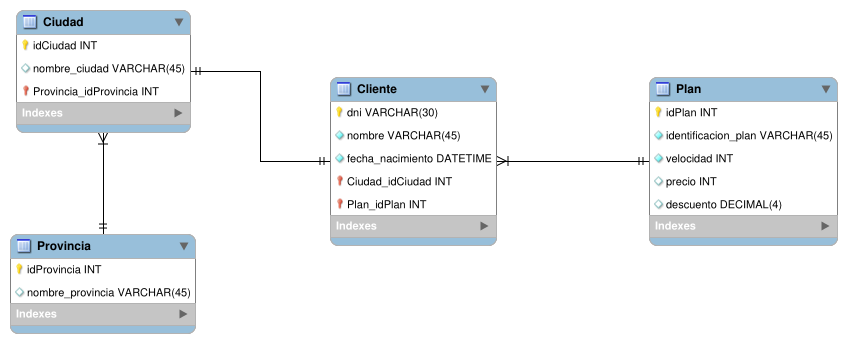 Ciudad
idCiudad INT
nombre_ciudad VARCHAR(45)
Provincia_idProvincia INT
Indexes
Cliente
dni VARCHAR(30)
nombre VARCHAR(45)
fecha_nacimiento DATETIME
Ciudad_idCiudad INT
Plan_idPlan INT
Indexes
Plan
idPlan INT
identificacion_plan VARCHAR(45)
velocidad INT
precio INT
descuento DECIMAL(4)
Indexes
Provincia
idProvincia INT
nombre_provincia VARCHAR(45)
Indexes